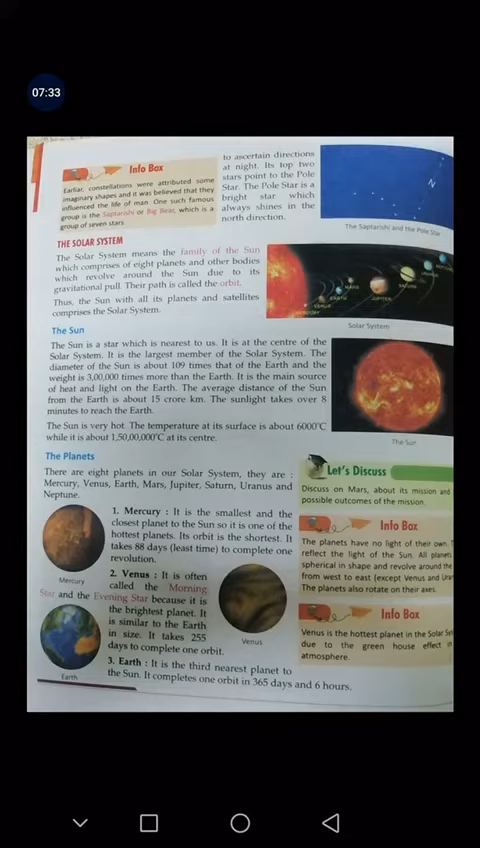 07:33
Info Box
Earliar, constellations were attributed some
imaginary shapes and it was believed that they
influenced the life of man. One such famous
group is the Saptarishi or Big Bear, which is a
group of seven stars.
to ascertain directions
at night. Its top two
stars point to the Pole
Star. The Pole Star is a
bright star which
always shines in the
north direction.
N
The Saptarishi and the Pole Star
THE SOLAR SYSTEM
The Solar System means the family of the Sun
which comprises of eight planets and other bodies
which revolve around the Sun due to its
gravitational pull. Their path is called the orbit.
Thus, the Sun with all its planets and satellites
comprises the Solar System.
MERCURY
VENUS
EARTH
MARS
JUPITER
SATURN
Solar System
The Sun
The Sun is a star which is nearest to us. It is at the centre of the
Solar System. It is the largest member of the Solar System. The
diameter of the Sun is about 109 times that of the Earth and the
weight is 3,00,000 times more than the Earth. It is the main source
of heat and light on the Earth. The average distance of the Sun
from the Earth is about 15 crore km. The sunlight takes over 8
minutes to reach the Earth.
The Sun is very hot. The temperature at its surface is about 6000°C
while it is about 1,50,00,000°C at its centre.
The Sun
The Planets
There are eight planets in our Solar System, they are :
Mercury, Venus, Earth, Mars, Jupiter, Saturn, Uranus and
Neptune.
1. Mercury : It is the smallest and the
closest planet to the Sun so it is one of the
hottest planets. Its orbit is the shortest. It
takes 88 days (least time) to complete one
revolution.
Mercury
2. Venus : It is often
called the Morning
Star and the Evening Star because it is
the brightest planet. It
is similar to the Earth
in size. It takes 255
days to complete one orbit.
Venus
3. Earth : It is the third nearest planet to
the Sun. It completes one orbit in 365 days and 6 hours.
Earth
Let's Discuss
Discuss on Mars, about its mission and
possible outcomes of the mission.
Info Box
The planets have no light of their own.
reflect the light of the Sun. All planets
spherical in shape and revolve around the
from west to east (except Venus and
The planets also rotate on their axes.
Info Box
Venus is the hottest planet in the Solar
due to the green house effect in
atmosphere.